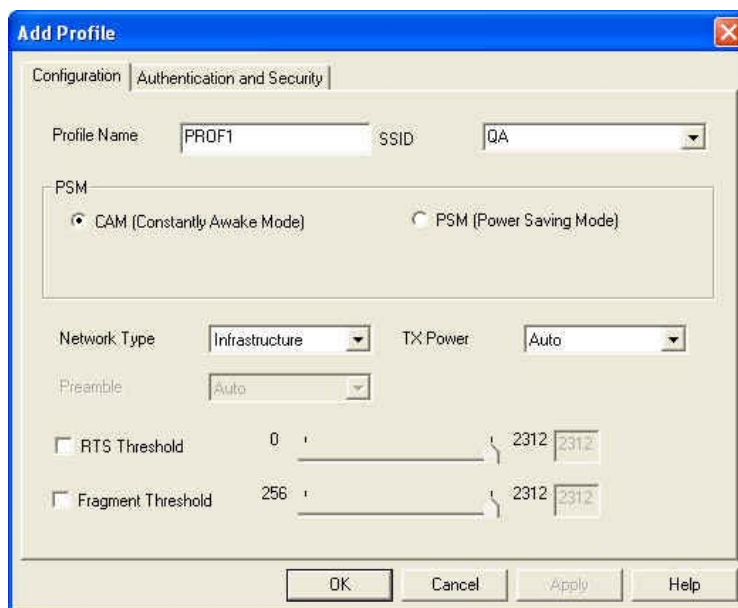 Add Profile
Configuration Authentication and Security
Profile Name PROF1 SSID QA
PSM
CAM (Constantly Awake Mode) PSM (Power Saving Mode)
Network Type Infrastructure TX Power Auto
Preamble Auto
RTS Threshold 0 2312 2312
Fragment Threshold 256 2312 2312
OK Cancel Apply Help